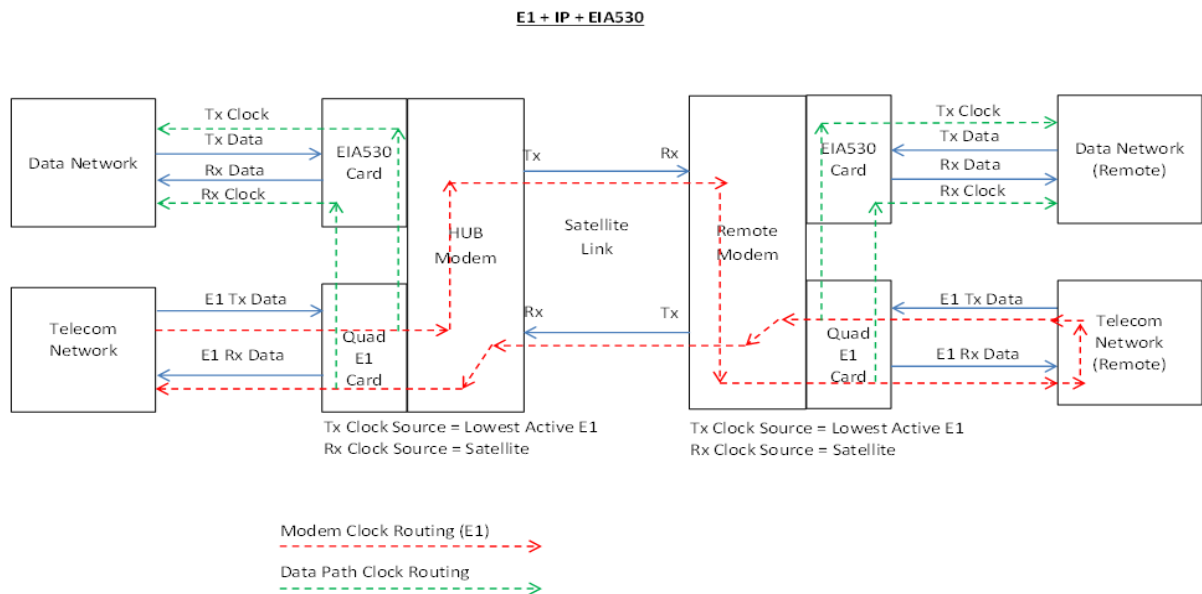 E1 + IP + EIA530
Data Network
Tx Clock
Tx Data
Rx Data
Rx Clock
EIA530
Card
HUB
Modem
Tx
Rx
Satellite
Link
Rx
Tx
Remote
Modem
EIA530
Card
Tx Clock
Tx Data
Rx Data
Rx Clock
Data Network
(Remote)
Telecom
Network
E1 Tx Data
E1 Rx Data
Quad
E1
Card
Quad
E1
Card
E1 Tx Data
E1 Rx Data
Telecom
Network
(Remote)
Tx Clock Source = Lowest Active E1
Rx Clock Source = Satellite
Tx Clock Source = Lowest Active E1
Rx Clock Source = Satellite
Modem Clock Routing (E1)
Data Path Clock Routing